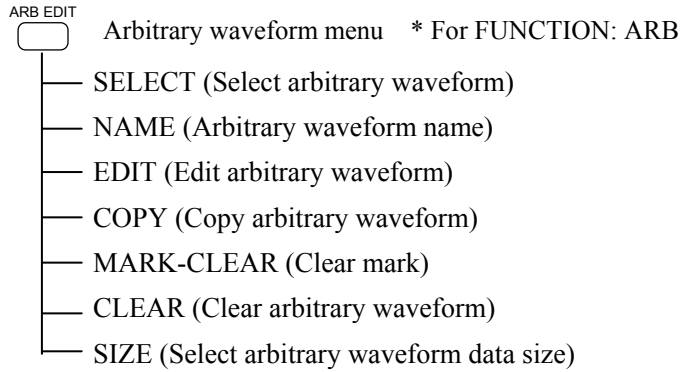 ARB EDIT
Arbitrary waveform menu * For FUNCTION: ARB
SELECT (Select arbitrary waveform)
NAME (Arbitrary waveform name)
EDIT (Edit arbitrary waveform)
COPY (Copy arbitrary waveform)
MARK-CLEAR (Clear mark)
CLEAR (Clear arbitrary waveform)
SIZE (Select arbitrary waveform data size)